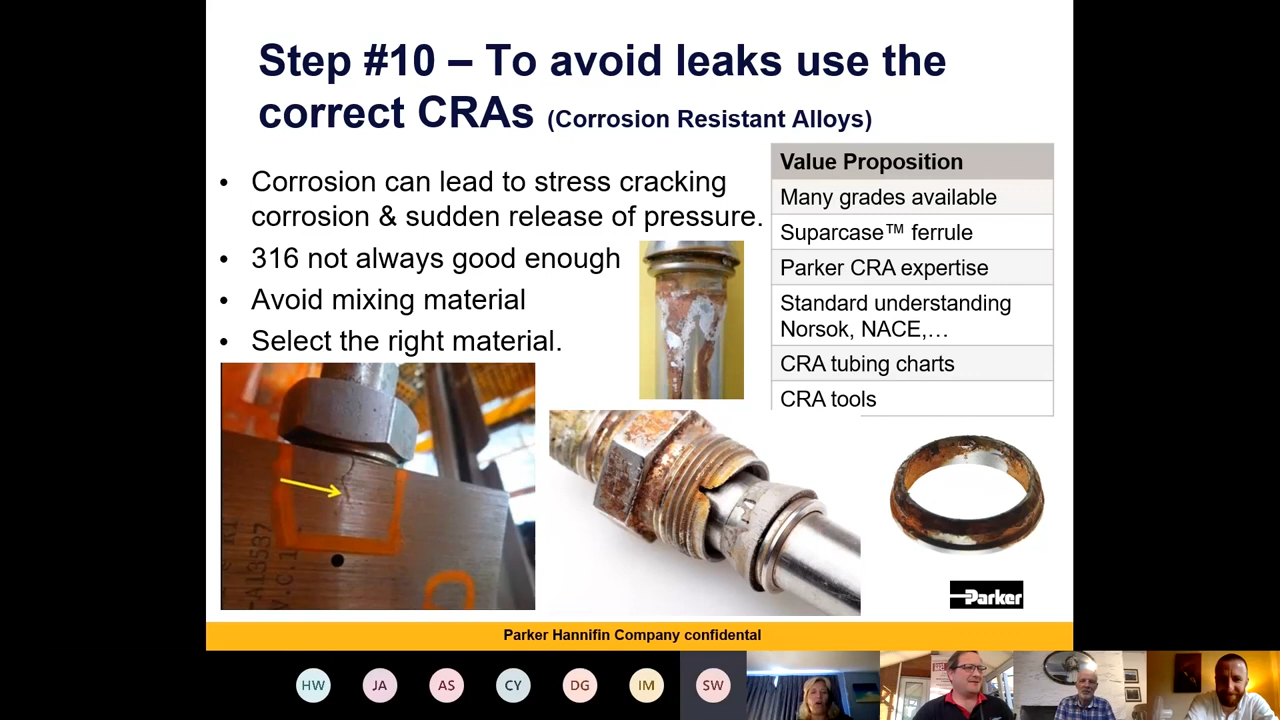 Step #10 – To avoid leaks use the
correct CRAs (Corrosion Resistant Alloys)
• Corrosion can lead to stress cracking
corrosion & sudden release of pressure.
• 316 not always good enough
• Avoid mixing material
• Select the right material.
Value Proposition
Many grades available
Suparcase™ ferrule
Parker CRA expertise
Standard understanding
Norsok, NACE,…
CRA tubing charts
CRA tools
Parker
Parker Hannifin Company confidential
HW
JA
AS
CY
DG
IM
SW